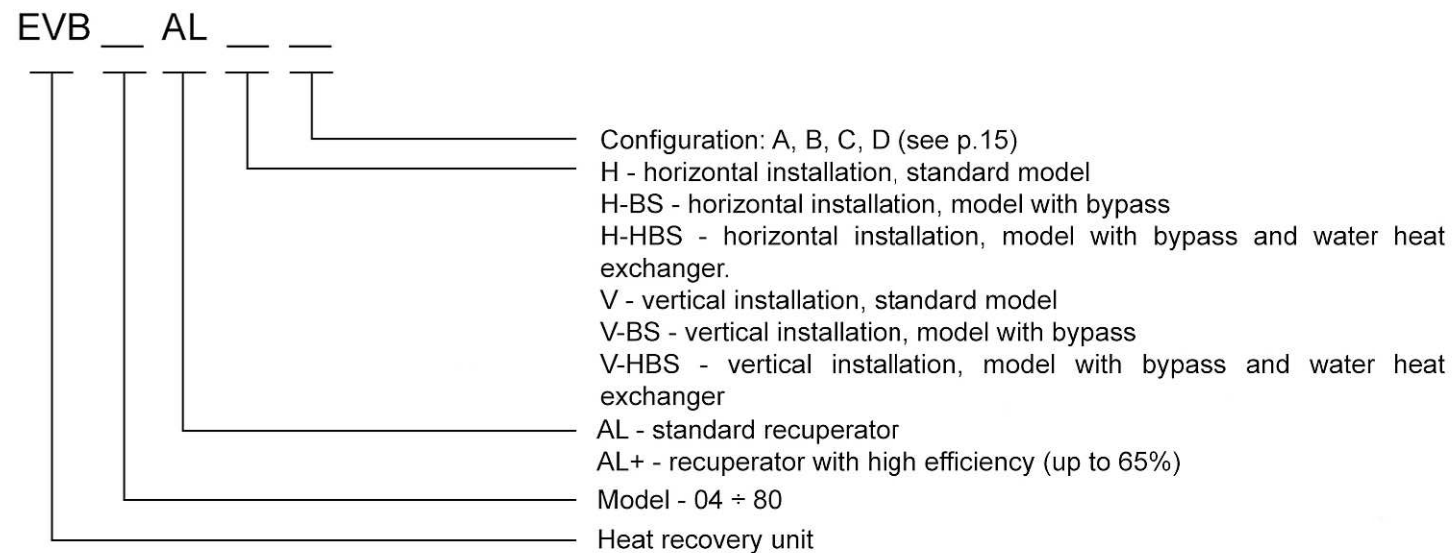 EVB __ AL __ __
Configuration: A, B, C, D (see p.15)
H - horizontal installation, standard model
H-BS - horizontal installation, model with bypass
H-HBS - horizontal installation, model with bypass and water heat
exchanger.
V - vertical installation, standard model
V-BS - vertical installation, model with bypass
V-HBS - vertical installation, model with bypass and water heat
exchanger
AL - standard recuperator
AL+ - recuperator with high efficiency (up to 65%)
Model - 04 ÷ 80
Heat recovery unit